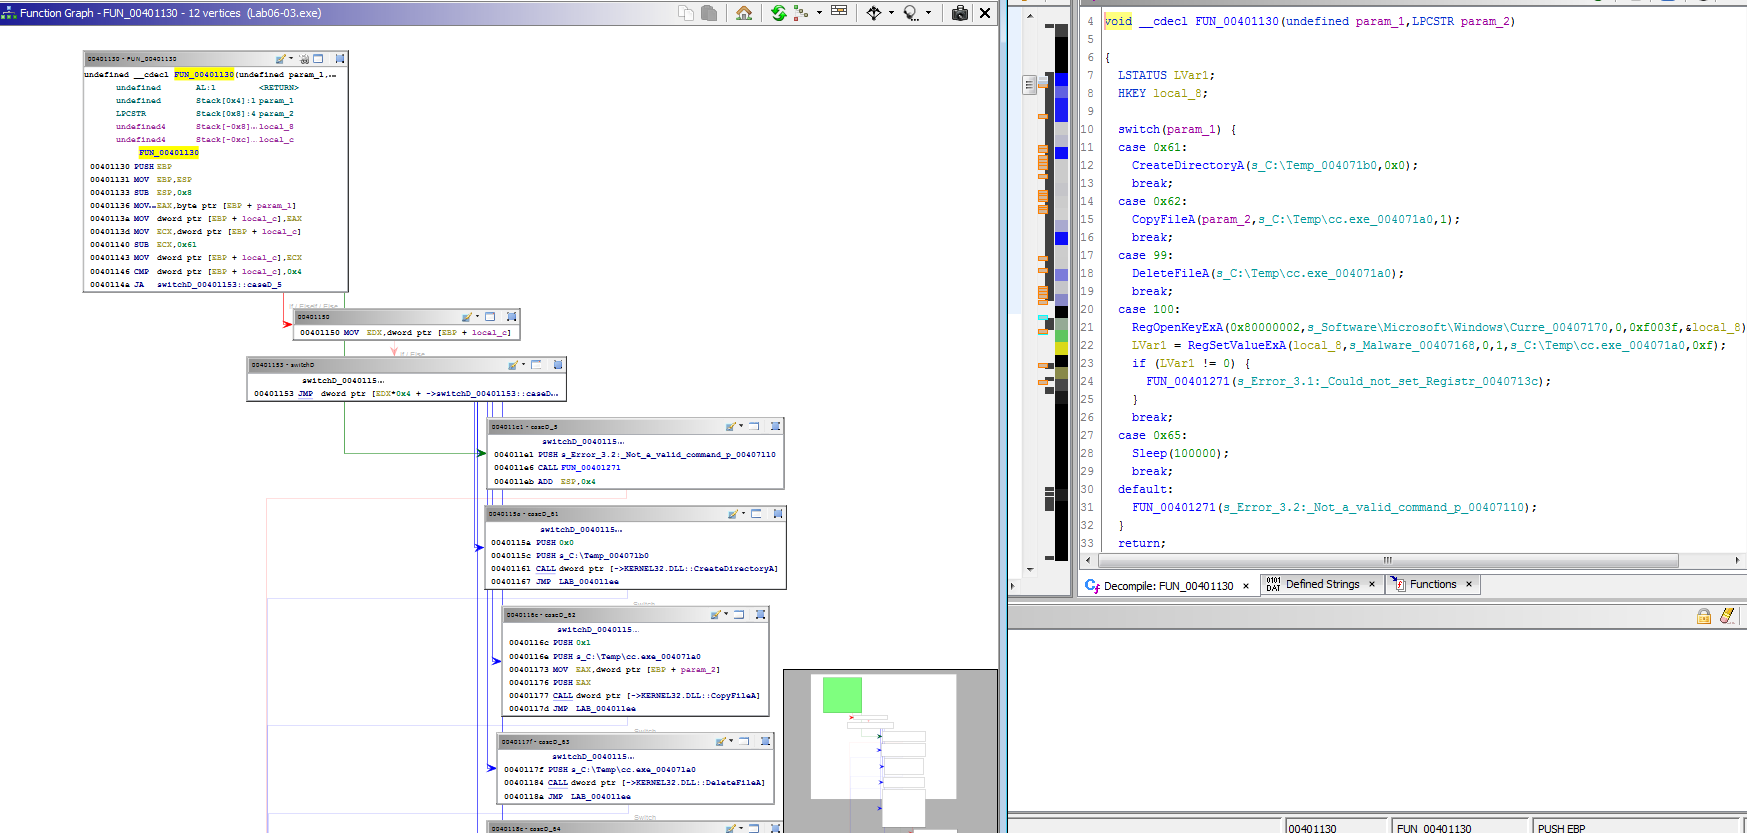 Function Graph - FUN_00401130 - 12 vertices (Lab06-03.exe)
00401130 - FUN_00401130
undefined __cdecl FUN_00401130(undefined param_1,...
undefined AL:1 <RETURN>
undefined Stack[0x4]:1 param_1
LPCSTR Stack[0x8]:4 param_2
undefined4 Stack[-0x8]... local_8
undefined4 Stack[-0xc]... local_c
FUN_00401130
00401130 PUSH EBP
00401131 MOV EBP,ESP
00401133 SUB ESP,0x8
00401136 MOV... EAX,byte ptr [EBP + param_1]
0040113a MOV dword ptr [EBP + local_c],EAX
0040113d MOV ECX,dword ptr [EBP + local_c]
00401140 SUB ECX,0x61
00401143 MOV dword ptr [EBP + local_c],ECX
00401146 CMP dword ptr [EBP + local_c],0x4
0040114a JA switchD_00401153::caseD_5
00401150
00401150 MOV EDX,dword ptr [EBP + local_c]
00401153 - switchD
switchD_0040115...
00401153 JMP dword ptr [EDX*0x4 + ->switchD_00401153::caseD...
004011e1 - caseD_5
switchD_0040115...
004011e1 PUSH s_Error_3.2:_Not_a_valid_command_p_00407110
004011e6 CALL FUN_00401271
004011eb ADD ESP,0x4
0040115a - caseD_61
switchD_0040115...
0040115a PUSH 0x0
0040115c PUSH s_C:\Temp_004071b0
00401161 CALL dword ptr [->KERNEL32.DLL::CreateDirectoryA]
00401167 JMP LAB_004011ee
Switch
0040116c - caseD_62
switchD_0040115...
0040116c PUSH 0x1
0040116e PUSH s_C:\Temp\cc.exe_004071a0
00401173 MOV EAX,dword ptr [EBP + param_2]
00401176 PUSH EAX
00401177 CALL dword ptr [->KERNEL32.DLL::CopyFileA]
0040117d JMP LAB_004011ee
Switch
0040117f - caseD_63
switchD_0040115...
0040117f PUSH s_C:\Temp\cc.exe_004071a0
00401184 CALL dword ptr [->KERNEL32.DLL::DeleteFileA]
0040118a JMP LAB_004011ee
Switch
0040118c - caseD_64
4 void __cdecl FUN_00401130(undefined param_1,LPCSTR param_2)
5
6 {
7 LSTATUS LVar1;
8 HKEY local_8;
9
10 switch(param_1) {
11 case 0x61:
12 CreateDirectoryA(s_C:\Temp_004071b0,0x0);
13 break;
14 case 0x62:
15 CopyFileA(param_2,s_C:\Temp\cc.exe_004071a0,1);
16 break;
17 case 99:
18 DeleteFileA(s_C:\Temp\cc.exe_004071a0);
19 break;
20 case 100:
21 RegOpenKeyExA(0x80000002,s_Software\Microsoft\Windows\Curre_00407170,0,0xf003f,&local_8)
22 LVar1 = RegSetValueExA(local_8,s_Malware_00407168,0,1,s_C:\Temp\cc.exe_004071a0,0xf);
23 if (LVar1 != 0) {
24 FUN_00401271(s_Error_3.1:_Could_not_set_Registr_0040713c);
25 }
26 break;
27 case 0x65:
28 Sleep(100000);
29 break;
30 default:
31 FUN_00401271(s_Error_3.2:_Not_a_valid_command_p_00407110);
32 }
33 return;
Decompile: FUN_00401130 × Defined Strings × Functions ×
00401130 FUN_00401130 PUSH EBP